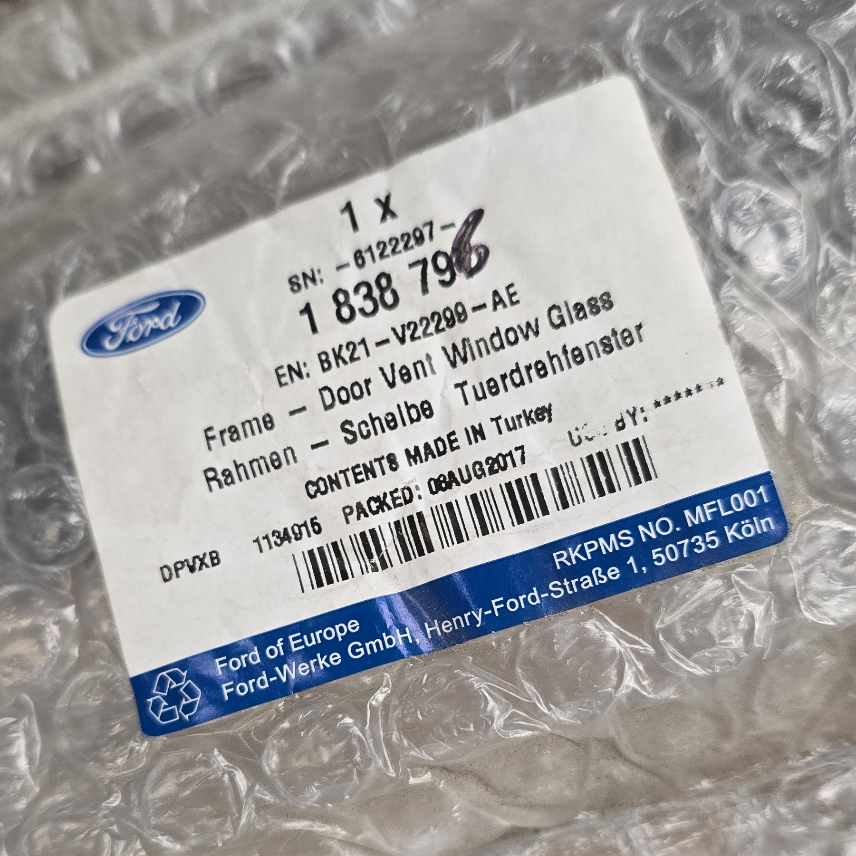 1 x
SN: -6122297-
1 838 796
Ford
EN: BK21-V22299-AE
Frame - Door Vent Window Glass
Rahmen - Scheibe Tuerdrehfenster
CONTENTS MADE IN Turkey
DPVXB 1134915 PACKED: 08AUG2017 *******
RKPMS NO. MFL001
Ford of Europe
Ford-Werke GmbH, Henry-Ford-Straße 1, 50735 Köln